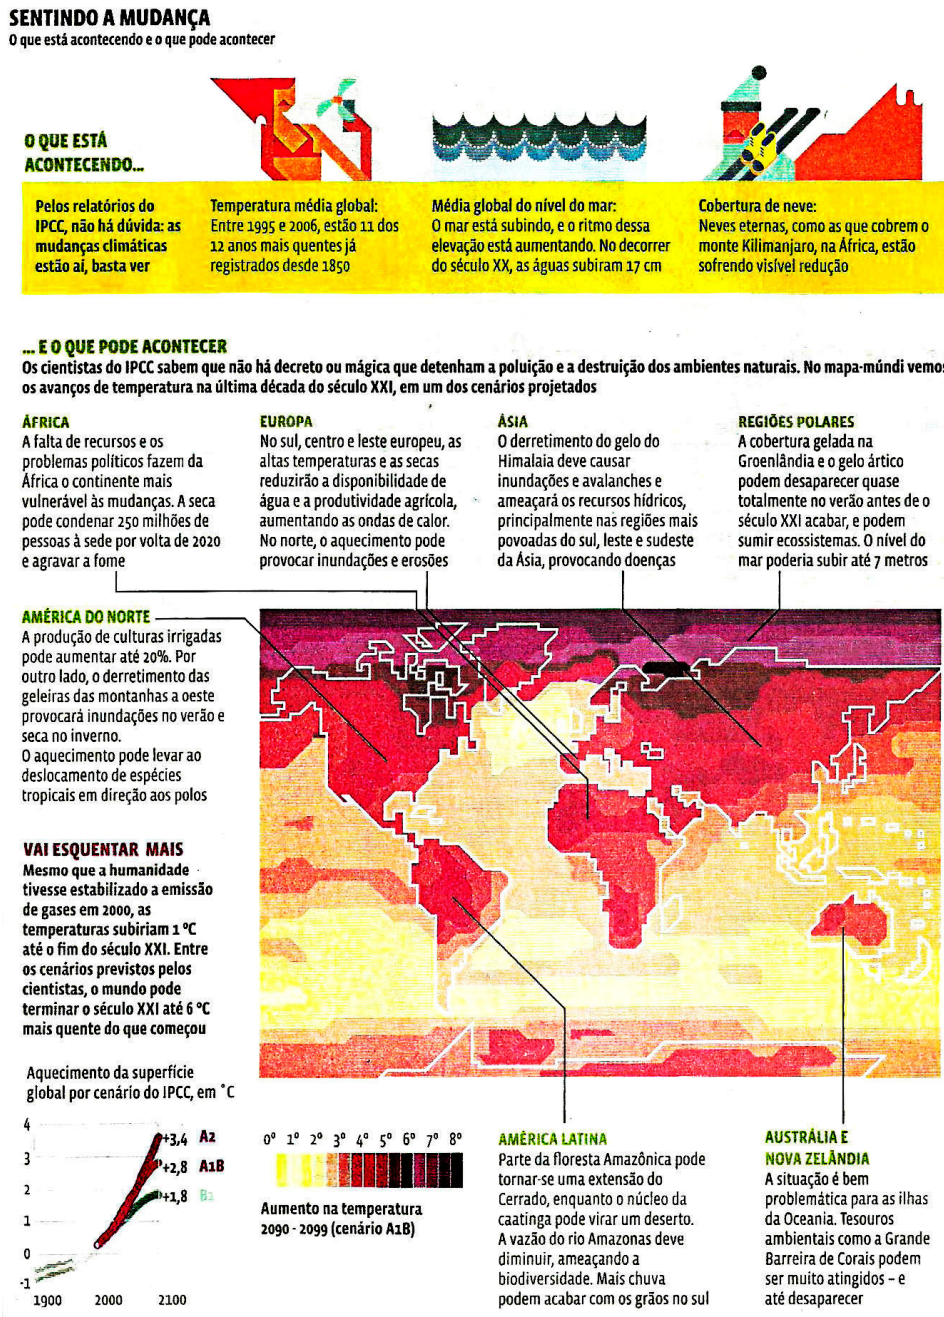 SENTINDO A MUDANÇA
O que está acontecendo e o que pode acontecer
O QUE ESTÁ
ACONTECENDO...
Pelos relatórios do
IPCC, não há dúvida: as
mudanças climáticas
estão aí, basta ver
Temperatura média global:
Entre 1995 e 2006, estão 11 dos
12 anos mais quentes já
registrados desde 1850
Média global do nível do mar:
O mar está subindo, e o ritmo dessa
elevação está aumentando. No decorrer
do século XX, as águas subiram 17 cm
Cobertura de neve:
Neves eternas, como as que cobrem o
monte Kilimanjaro, na África, estão
sofrendo visível redução
... E O QUE PODE ACONTECER
Os cientistas do IPCC sabem que não há decreto ou mágica que detenham a poluição e a destruição dos ambientes naturais. No mapa-múndi vemos
os avanços de temperatura na última década do século XXI, em um dos cenários projetados
ÁFRICA
A falta de recursos e os
problemas políticos fazem da
África o continente mais
vulnerável às mudanças. A seca
pode condenar 250 milhões de
pessoas à sede por volta de 2020
e agravar a fome
EUROPA
No sul, centro e leste europeu, as
altas temperaturas e as secas
reduzirão a disponibilidade de
água e a produtividade agrícola,
aumentando as ondas de calor.
No norte, o aquecimento pode
provocar inundações e erosões
ÁSIA
O derretimento do gelo do
Himalaia deve causar
inundações e avalanches e
ameaçará os recursos hídricos,
principalmente nas regiões mais
povoadas do sul, leste e sudeste
da Ásia, provocando doenças
REGIÕES POLARES
A cobertura gelada na
Groenlândia e o gelo ártico
podem desaparecer quase
totalmente no verão antes de o
século XXI acabar, e podem
sumir ecossistemas. O nível do
mar poderia subir até 7 metros
AMÉRICA DO NORTE
A produção de culturas irrigadas
pode aumentar até 20%. Por
outro lado, o derretimento das
geleiras das montanhas a oeste
provocará inundações no verão e
seca no inverno.
O aquecimento pode levar ao
deslocamento de espécies
tropicais em direção aos polos
VAI ESQUENTAR MAIS
Mesmo que a humanidade
tivesse estabilizado a emissão
de gases em 2000, as
temperaturas subiriam 1 ºC
até o fim do século XXI. Entre
os cenários previstos pelos
cientistas, o mundo pode
terminar o século XXI até 6 ºC
mais quente do que começou
Aquecimento da superfície
global por cenário do IPCC, em °C
4
3
2
1
0
-1
1900
2000
2100
+3,4 A2
+2,8 A1B
+1,8 B1
0º 1º 2º 3º 4º 5º 6º 7º 8º
Aumento na temperatura
2090 - 2099 (cenário A1B)
AMÉRICA LATINA
Parte da floresta Amazônica pode
tornar-se uma extensão do
Cerrado, enquanto o núcleo da
caatinga pode virar um deserto.
A vazão do rio Amazonas deve
diminuir, ameaçando a
biodiversidade. Mais chuva
podem acabar com os grãos no sul
AUSTRÁLIA E
NOVA ZELÂNDIA
A situação é bem
problemática para as ilhas
da Oceania. Tesouros
ambientais como a Grande
Barreira de Corais podem
ser muito atingidos – e
até desaparecer